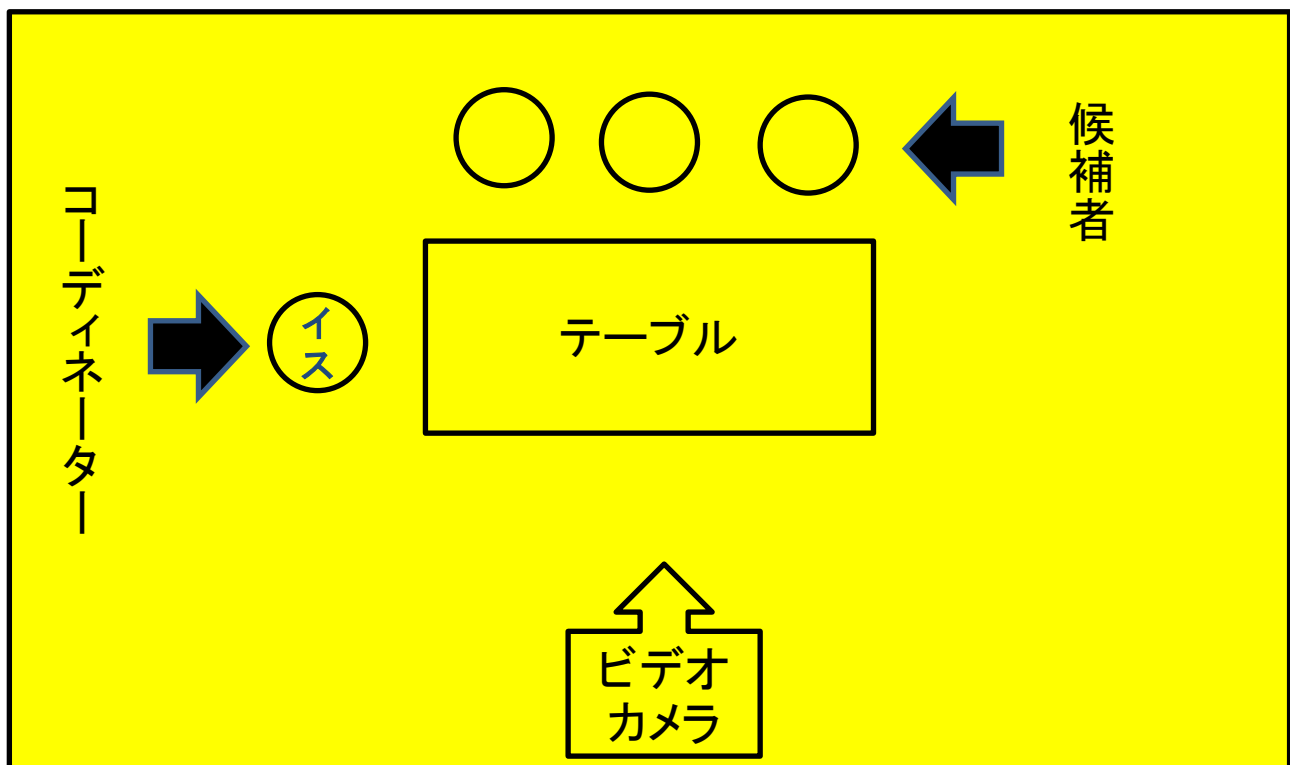 候補者
コーディネーター
イス
テーブル
ビデオ
カメラ